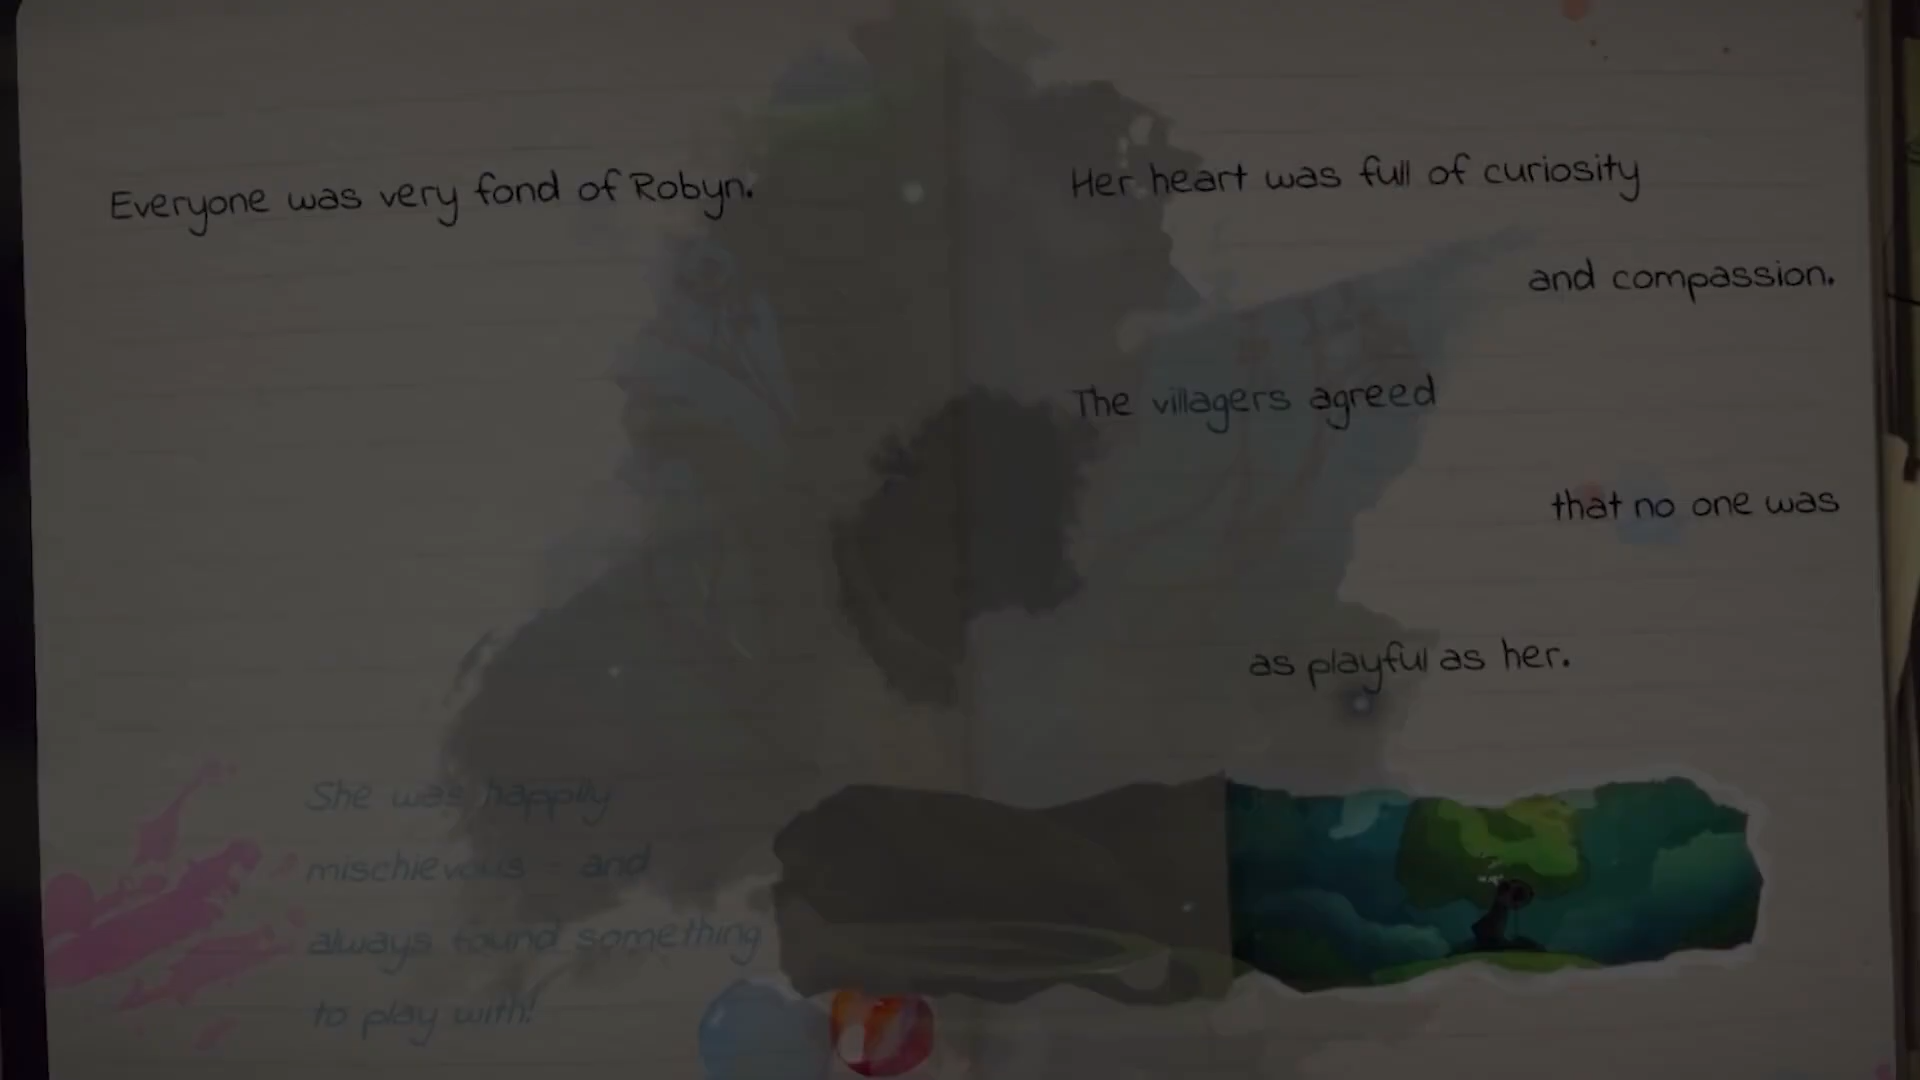 Everyone was very fond of Robyn.
She was happily
mischievous - and
always found something
to play with!
Her heart was full of curiosity
and compassion.
The villagers agreed
that no one was
as playful as her.